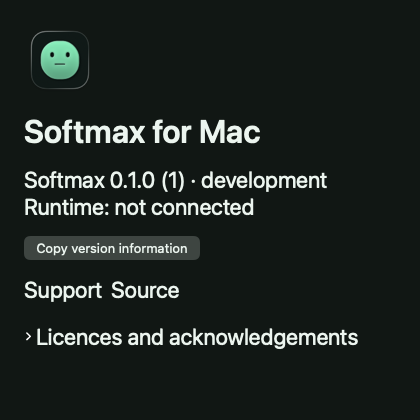 Softmax for Mac
Softmax 0.1.0 (1) · development
Runtime: not connected
Copy version information
Support Source
Licences and acknowledgements